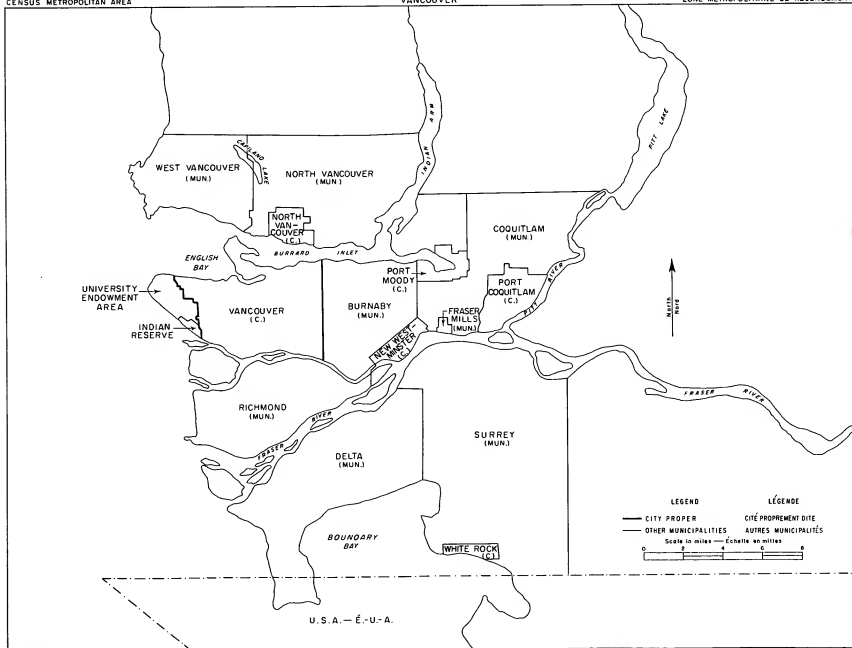 CENSUS METROPOLITAN AREA
VANCOUVER
INDIAN ARM
PITT LAKE
CAPILANO LAKE
WEST VANCOUVER
(MUN.)
NORTH VANCOUVER
(MUN.)
NORTH
VAN-
COUVER
(C.)
COQUITLAM
(MUN.)
ENGLISH
BAY
BURRARD INLET
PORT
MOODY
(C.)
PORT
COQUITLAM
(C.)
PITT RIVER
UNIVERSITY
ENDOWMENT
AREA
INDIAN
RESERVE
VANCOUVER
(C.)
BURNABY
(MUN.)
FRASER
MILLS
(MUN.)
NEW WEST-
MINSTER
(C.)
North
Nord
RICHMOND
(MUN.)
FRASER RIVER
FRASER RIVER
SURREY
(MUN.)
DELTA
(MUN.)
BOUNDARY
BAY
WHITE ROCK
(C.)
LEGEND LÉGENDE
CITY PROPER CITÉ PROPREMENT DITE
OTHER MUNICIPALITIES AUTRES MUNICIPALITÉS
Scale in miles — Échelle en milles
0 2 4 6 8
U.S.A. — É.-U.-A.